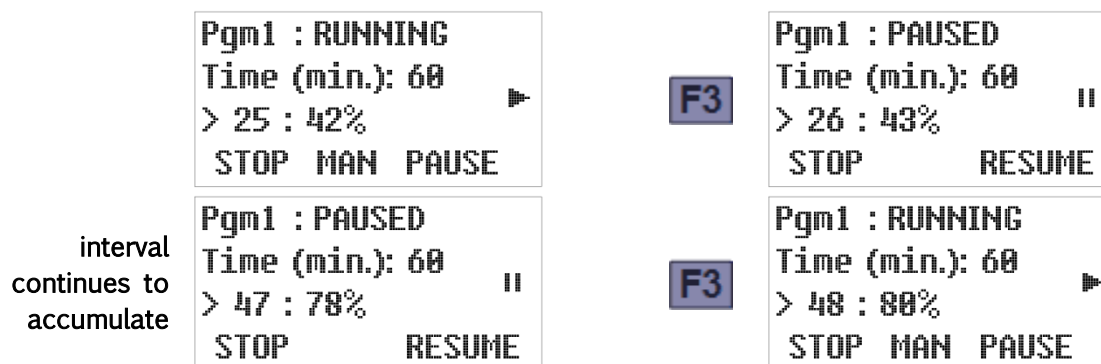 Pgm1 : RUNNING
Time (min.): 60
> 25 : 42%
STOP MAN PAUSE
F3
Pgm1 : PAUSED
Time (min.): 60
> 26 : 43%
STOP RESUME
interval
continues to
accumulate
Pgm1 : PAUSED
Time (min.): 60
> 47 : 78%
STOP RESUME
F3
Pgm1 : RUNNING
Time (min.): 60
> 48 : 80%
STOP MAN PAUSE